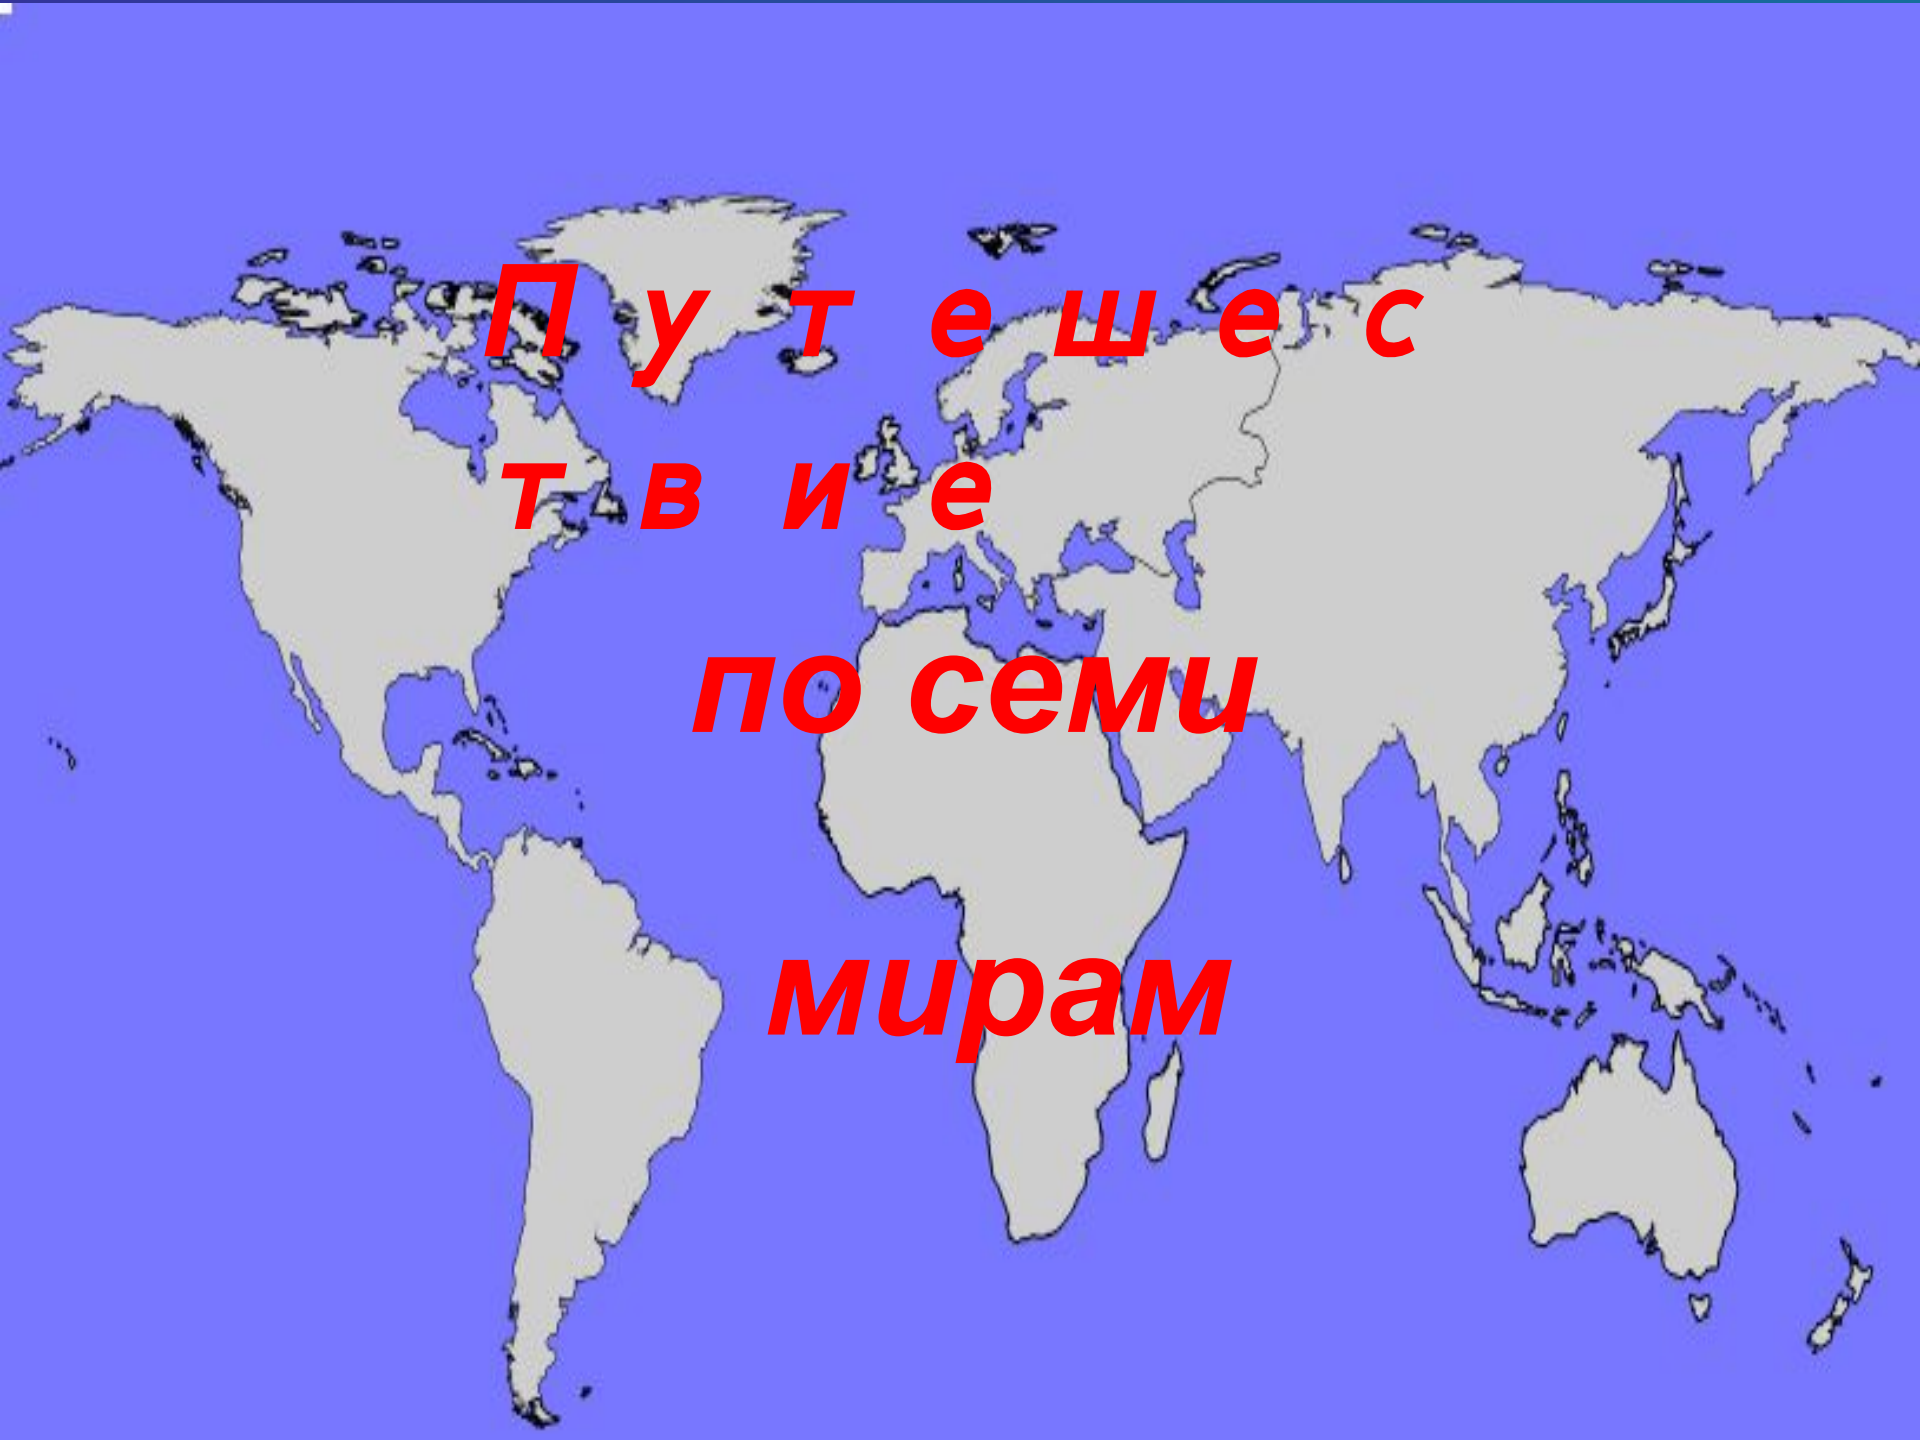 П у т е ш е с
т в и е
по семи
мирам